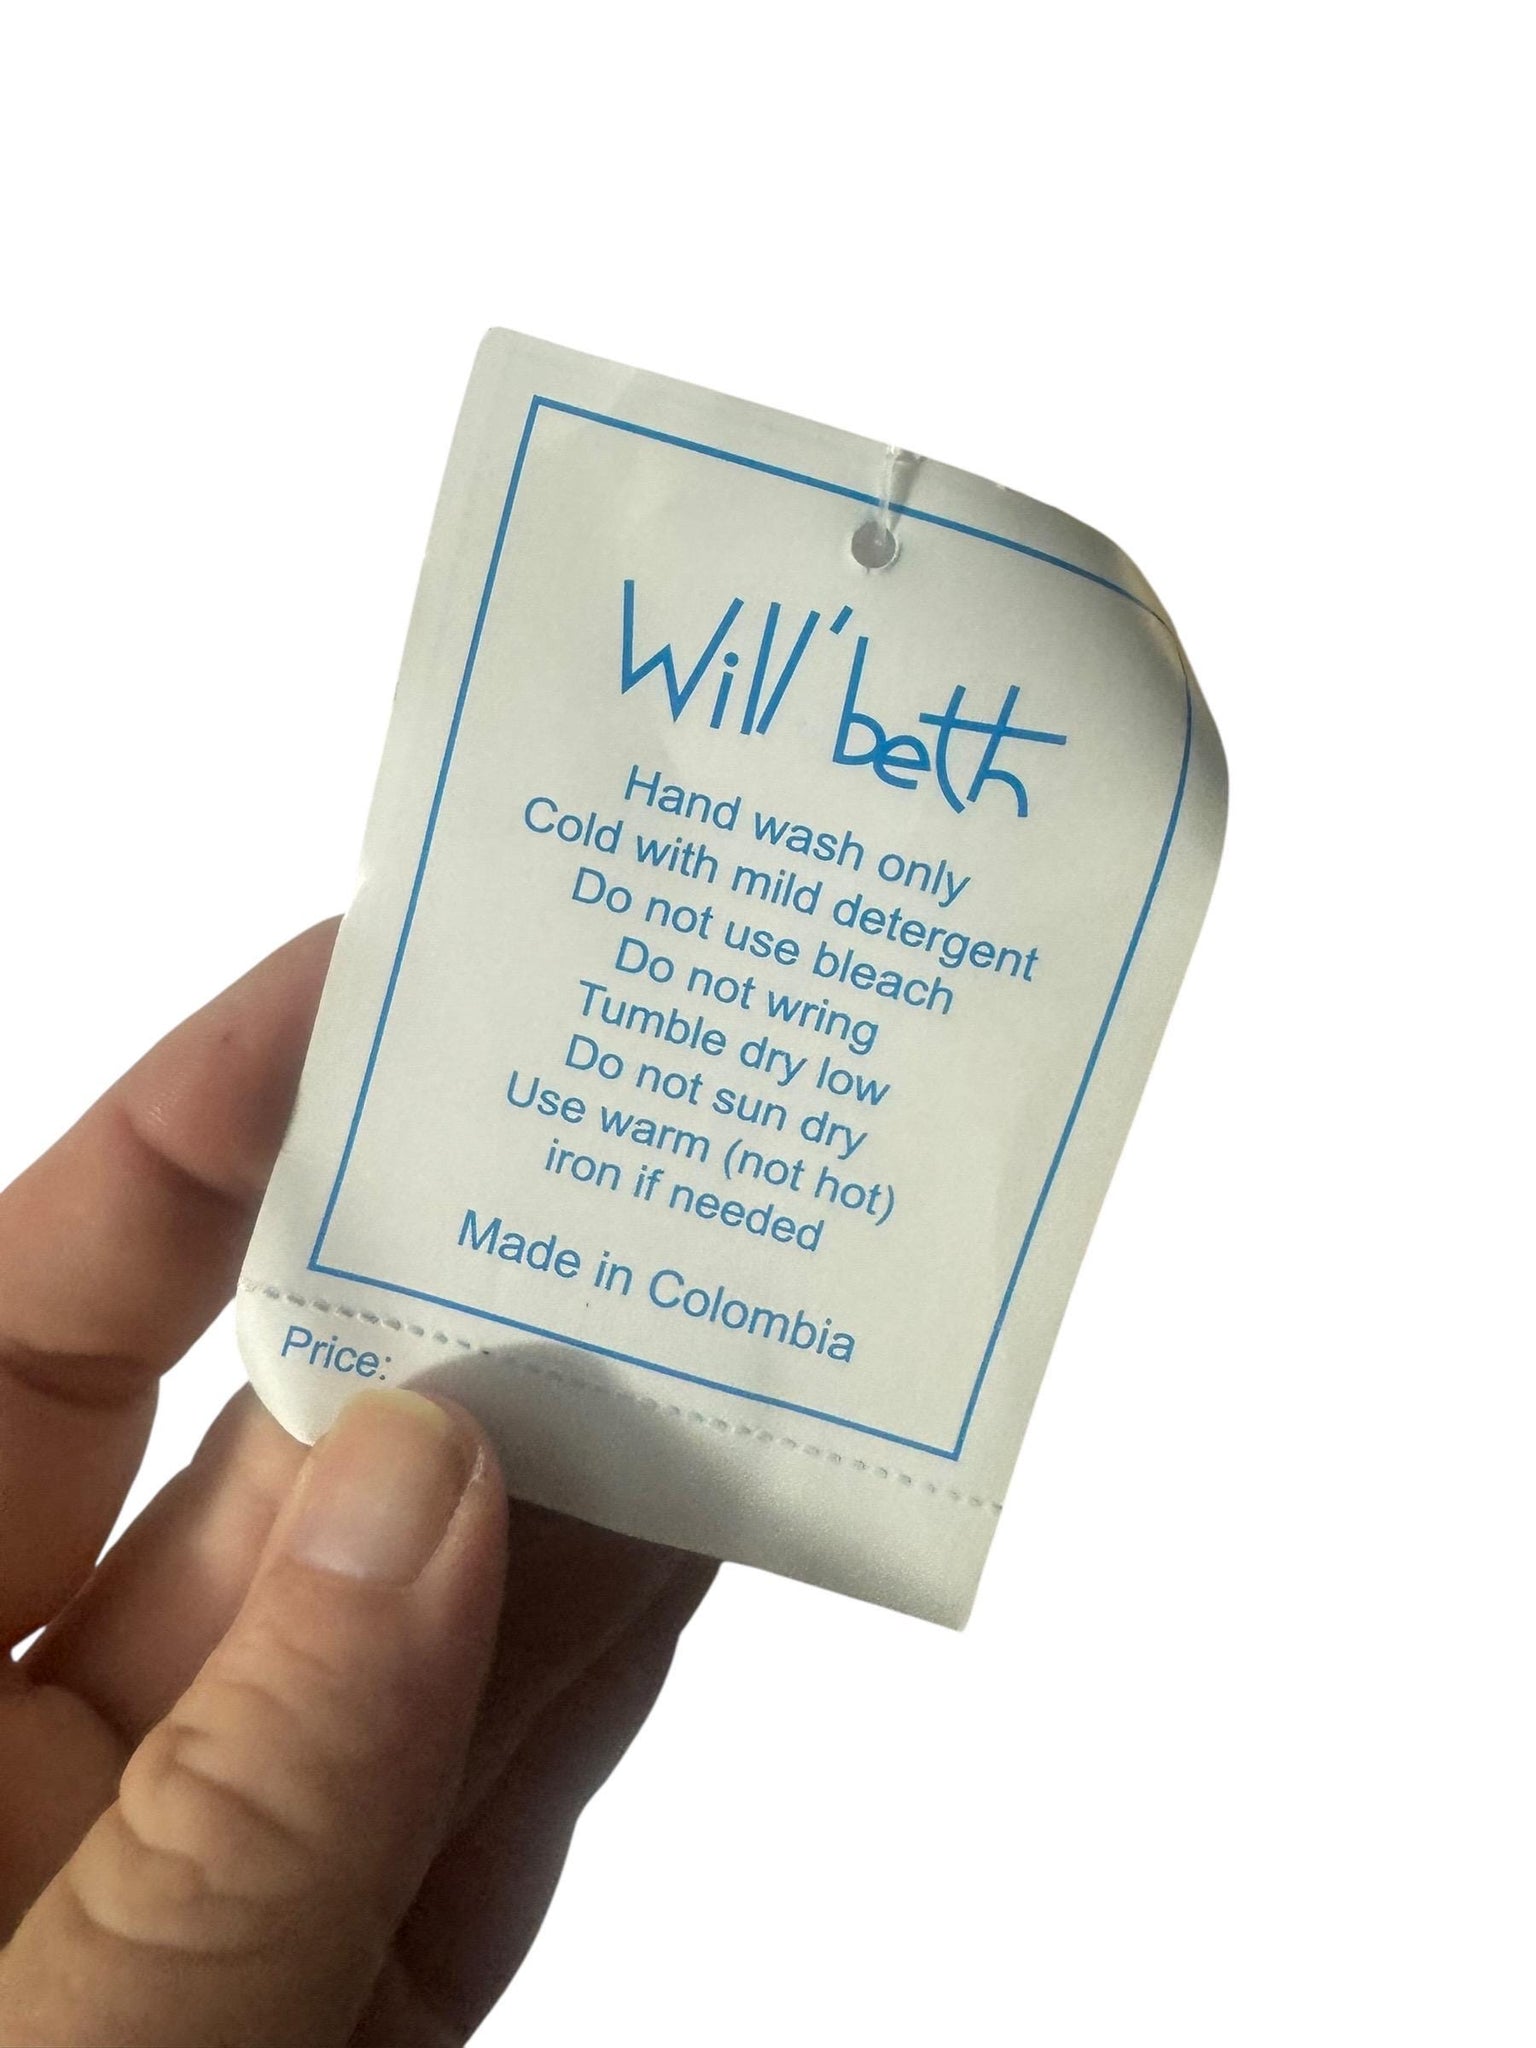 Will'beth
Hand wash only
Cold with mild detergent
Do not use bleach
Do not wring
Tumble dry low
Do not sun dry
Use warm (not hot)
iron if needed
Made in Colombia
Price: